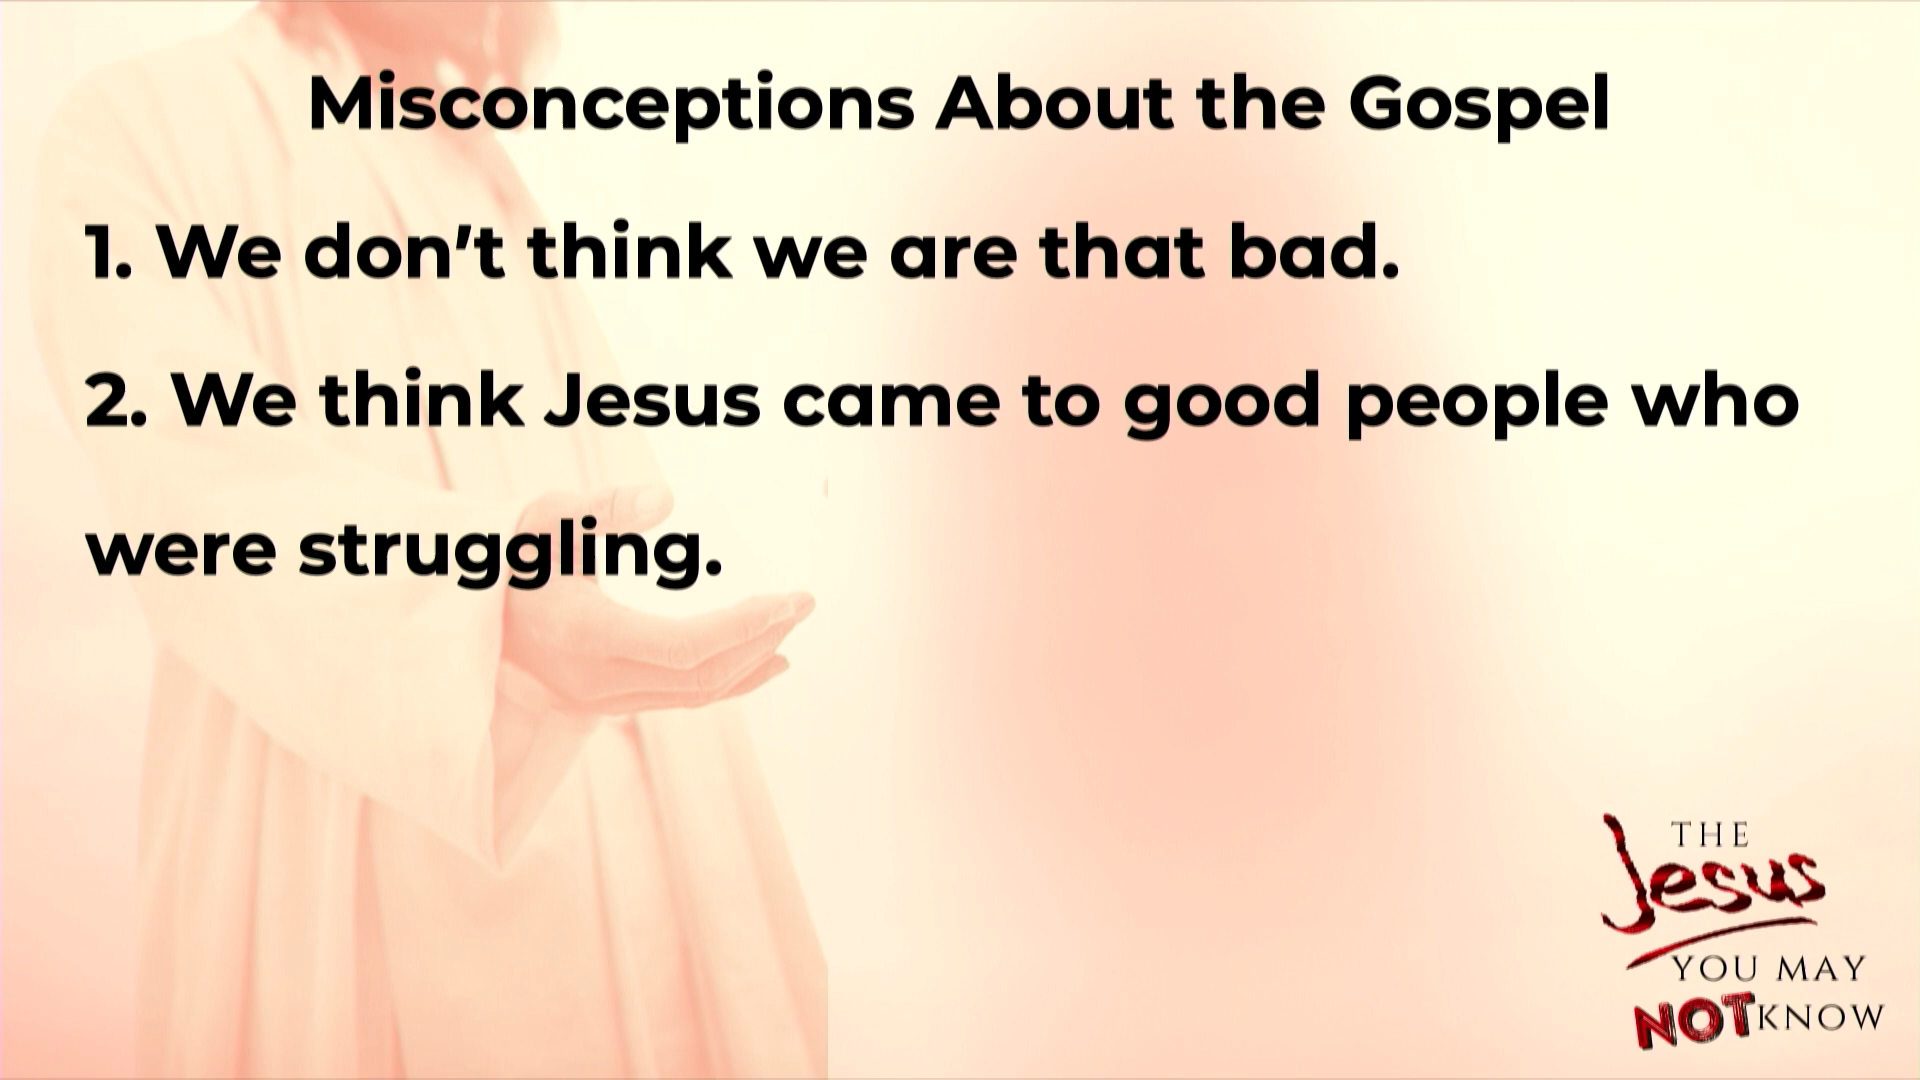 Misconceptions About the Gospel
1. We don’t think we are that bad.
2. We think Jesus came to good people who
were struggling.
THE
Jesus
YOU MAY
NOT KNOW